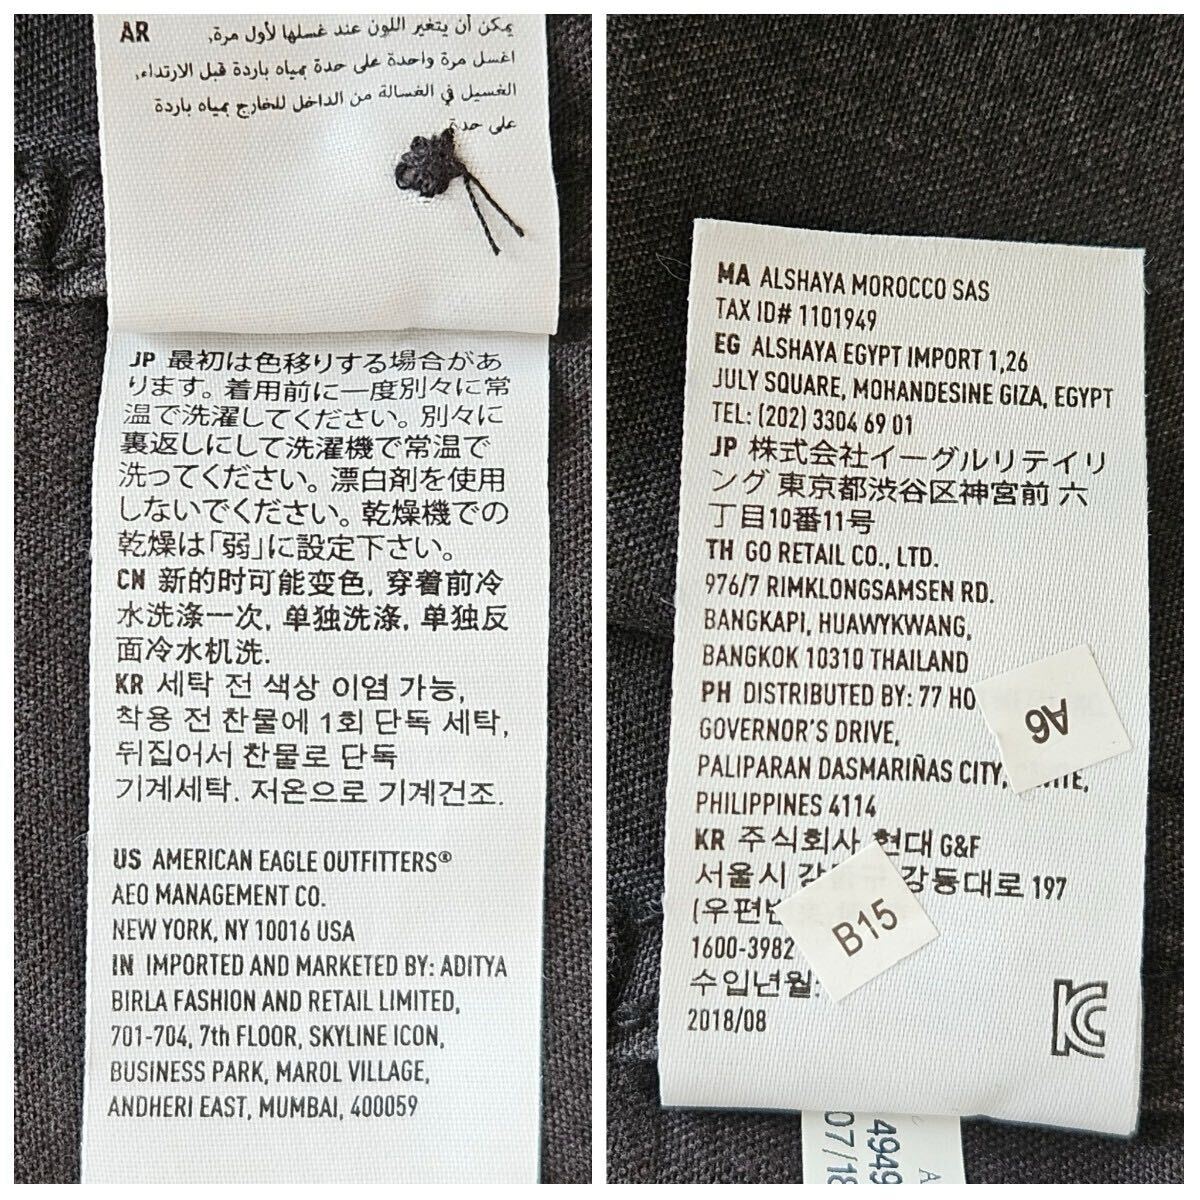 AR
يمكن أن يتغير اللون عند غسلها لأول مرة,
اغسل مرة واحدة على حدة بمياه باردة قبل الارتداء,
الغسيل في الغسالة من الداخل للخارج بمياه باردة
على حدة
JP 最初は色移りする場合があ
ります。着用前に一度別々に常
温で洗濯してください。別々に
裏返しにして洗濯機で常温で
洗ってください。漂白剤を使用
しないでください。乾燥機での
乾燥は「弱」に設定下さい。
CN 新的时可能变色, 穿着前冷
水洗涤一次, 单独洗涤, 单独反
面冷水机洗.
KR 세탁 전 색상 이염 가능,
착용 전 찬물에 1회 단독 세탁,
뒤집어서 찬물로 단독
기계세탁. 저온으로 기계건조.
US AMERICAN EAGLE OUTFITTERS®
AEO MANAGEMENT CO.
NEW YORK, NY 10016 USA
IN IMPORTED AND MARKETED BY: ADITYA
BIRLA FASHION AND RETAIL LIMITED,
701-704, 7th FLOOR, SKYLINE ICON,
BUSINESS PARK, MAROL VILLAGE,
ANDHERI EAST, MUMBAI, 400059
MA ALSHAYA MOROCCO SAS
TAX ID# 1101949
EG ALSHAYA EGYPT IMPORT 1,26
JULY SQUARE, MOHANDESINE GIZA, EGYPT
TEL: (202) 3304 69 01
JP 株式会社イーグルリテイリ
ング 東京都渋谷区神宮前 六
丁目10番11号
TH GO RETAIL CO., LTD.
976/7 RIMKLONGSAMSEN RD.
BANGKAPI, HUAWYKWANG,
BANGKOK 10310 THAILAND
PH DISTRIBUTED BY: 77 HO
GOVERNOR'S DRIVE,
PALIPARAN DASMARIÑAS CITY,
PHILIPPINES 4114
KR 주식회사 현대 G&F
서울시 강동대로 197
1600-3982
수입년월:
2018/08
A6
B15
KC
4949
07/18